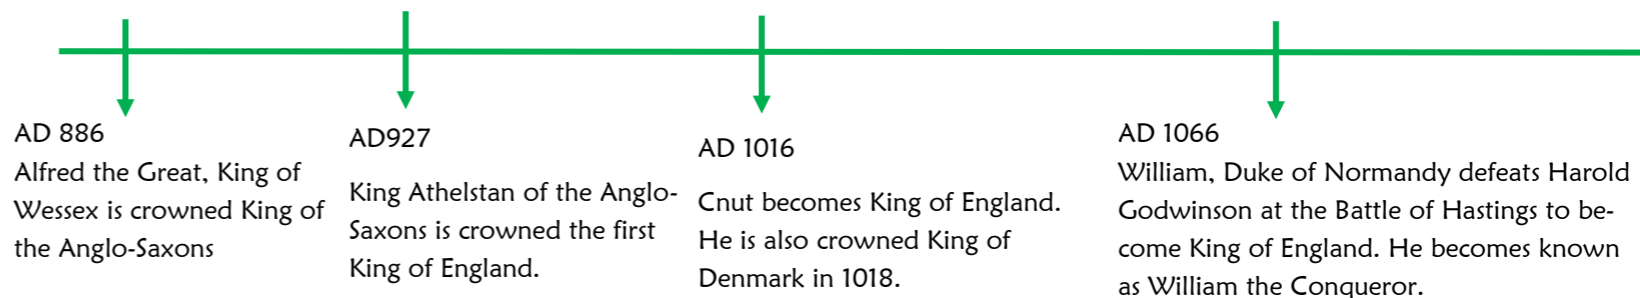 AD 886
Alfred the Great, King of
Wessex is crowned King of
the Anglo-Saxons
AD927
King Athelstan of the Anglo-
Saxons is crowned the first
King of England.
AD 1016
Cnut becomes King of England.
He is also crowned King of
Denmark in 1018.
AD 1066
William, Duke of Normandy defeats Harold
Godwinson at the Battle of Hastings to be-
come King of England. He becomes known
as William the Conqueror.